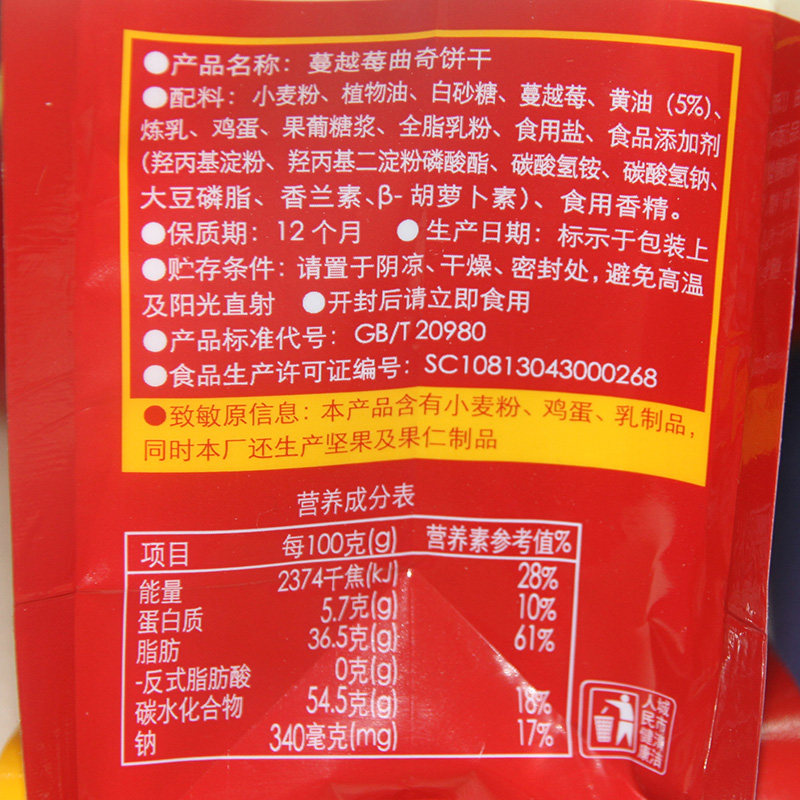 ●产品名称：蔓越莓曲奇饼干
●配料：小麦粉、植物油、白砂糖、蔓越莓、黄油（5%）、
炼乳、鸡蛋、果葡糖浆、全脂乳粉、食用盐、食品添加剂
（羟丙基淀粉、羟丙基二淀粉磷酸酯、碳酸氢铵、碳酸氢钠、
大豆磷脂、香兰素、β-胡萝卜素）、食用香精。
●保质期：12个月 ●生产日期：标示于包装上
●贮存条件：请置于阴凉、干燥、密封处，避免高温
及阳光直射 ●开封后请立即食用
●产品标准代号：GB/T 20980
●食品生产许可证编号：SC10813043000268
●致敏原信息：本产品含有小麦粉、鸡蛋、乳制品，
同时本厂还生产坚果及果仁制品
营养成分表
项目 每100克(g) 营养素参考值%
能量 2374千焦(kJ) 28%
蛋白质 5.7克(g) 10%
脂肪 36.5克(g) 61%
-反式脂肪酸 0克(g)
碳水化合物 54.5克(g) 18%
钠 340毫克(mg) 17%
人民健康
城市清洁